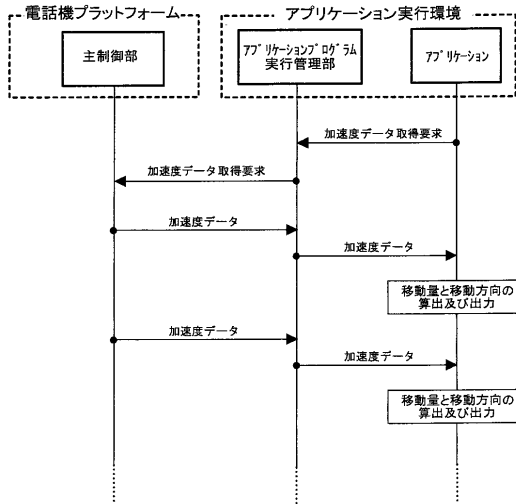 電話機プラットフォーム
アプリケーション実行環境
主制御部
ｱﾌﾟﾘｹｰｼｮﾝﾌﾟﾛｸﾞﾗﾑ
実行管理部
ｱﾌﾟﾘｹｰｼｮﾝ
加速度データ取得要求
加速度データ取得要求
加速度データ
加速度データ
移動量と移動方向の
算出及び出力
加速度データ
加速度データ
移動量と移動方向の
算出及び出力